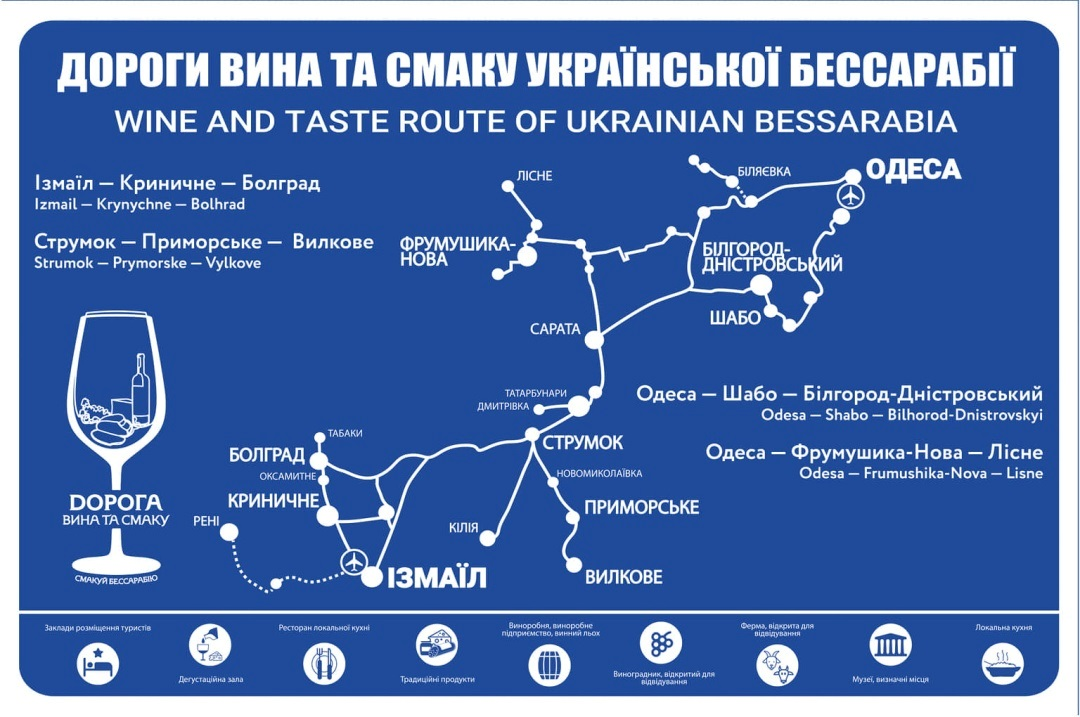 ДОРОГИ ВИНА ТА СМАКУ УКРАЇНСЬКОЇ БЕССАРАБІЇ
WINE AND TASTE ROUTE OF UKRAINIAN BESSARABIA
Ізмаїл — Криничне — Болград
Izmail — Krynychne — Bolhrad
Струмок — Приморське — Вилкове
Strumok — Prymorske — Vylkove
ЛІСНЕ
БІЛЯЄВКА
ОДЕСА
ФРУМУШИКА-
НОВА
БІЛГОРОД-
ДНІСТРОВСЬКИЙ
ШАБО
САРАТА
ТАТАРБУНАРИ
ДМИТРІВКА
Одеса — Шабо — Білгород-Дністровський
Odesa — Shabo — Bilhorod-Dnistrovskyi
Одеса — Фрумушика-Нова — Лісне
Odesa — Frumushika-Nova — Lisne
ТАБАКИ
БОЛГРАД
ОКСАМИТНЕ
КРИНИЧНЕ
РЕНІ
СТРУМОК
НОВОМИКОЛАЇВКА
ПРИМОРСЬКЕ
КІЛІЯ
ВИЛКОВЕ
ІЗМАЇЛ
DОРОГА
ВИНА ТА СМАКУ
СМАКУЙ БЕССАРАБІЮ
Заклади розміщення туристів
Дегустаційна зала
Ресторан локальної кухні
Традиційні продукти
Виноробня, виноробне
підприємство, винний льох
Виноградник, відкритий для
відвідування
Ферма, відкрита для
відвідування
Музеї, визначні місця
Локальна кухня